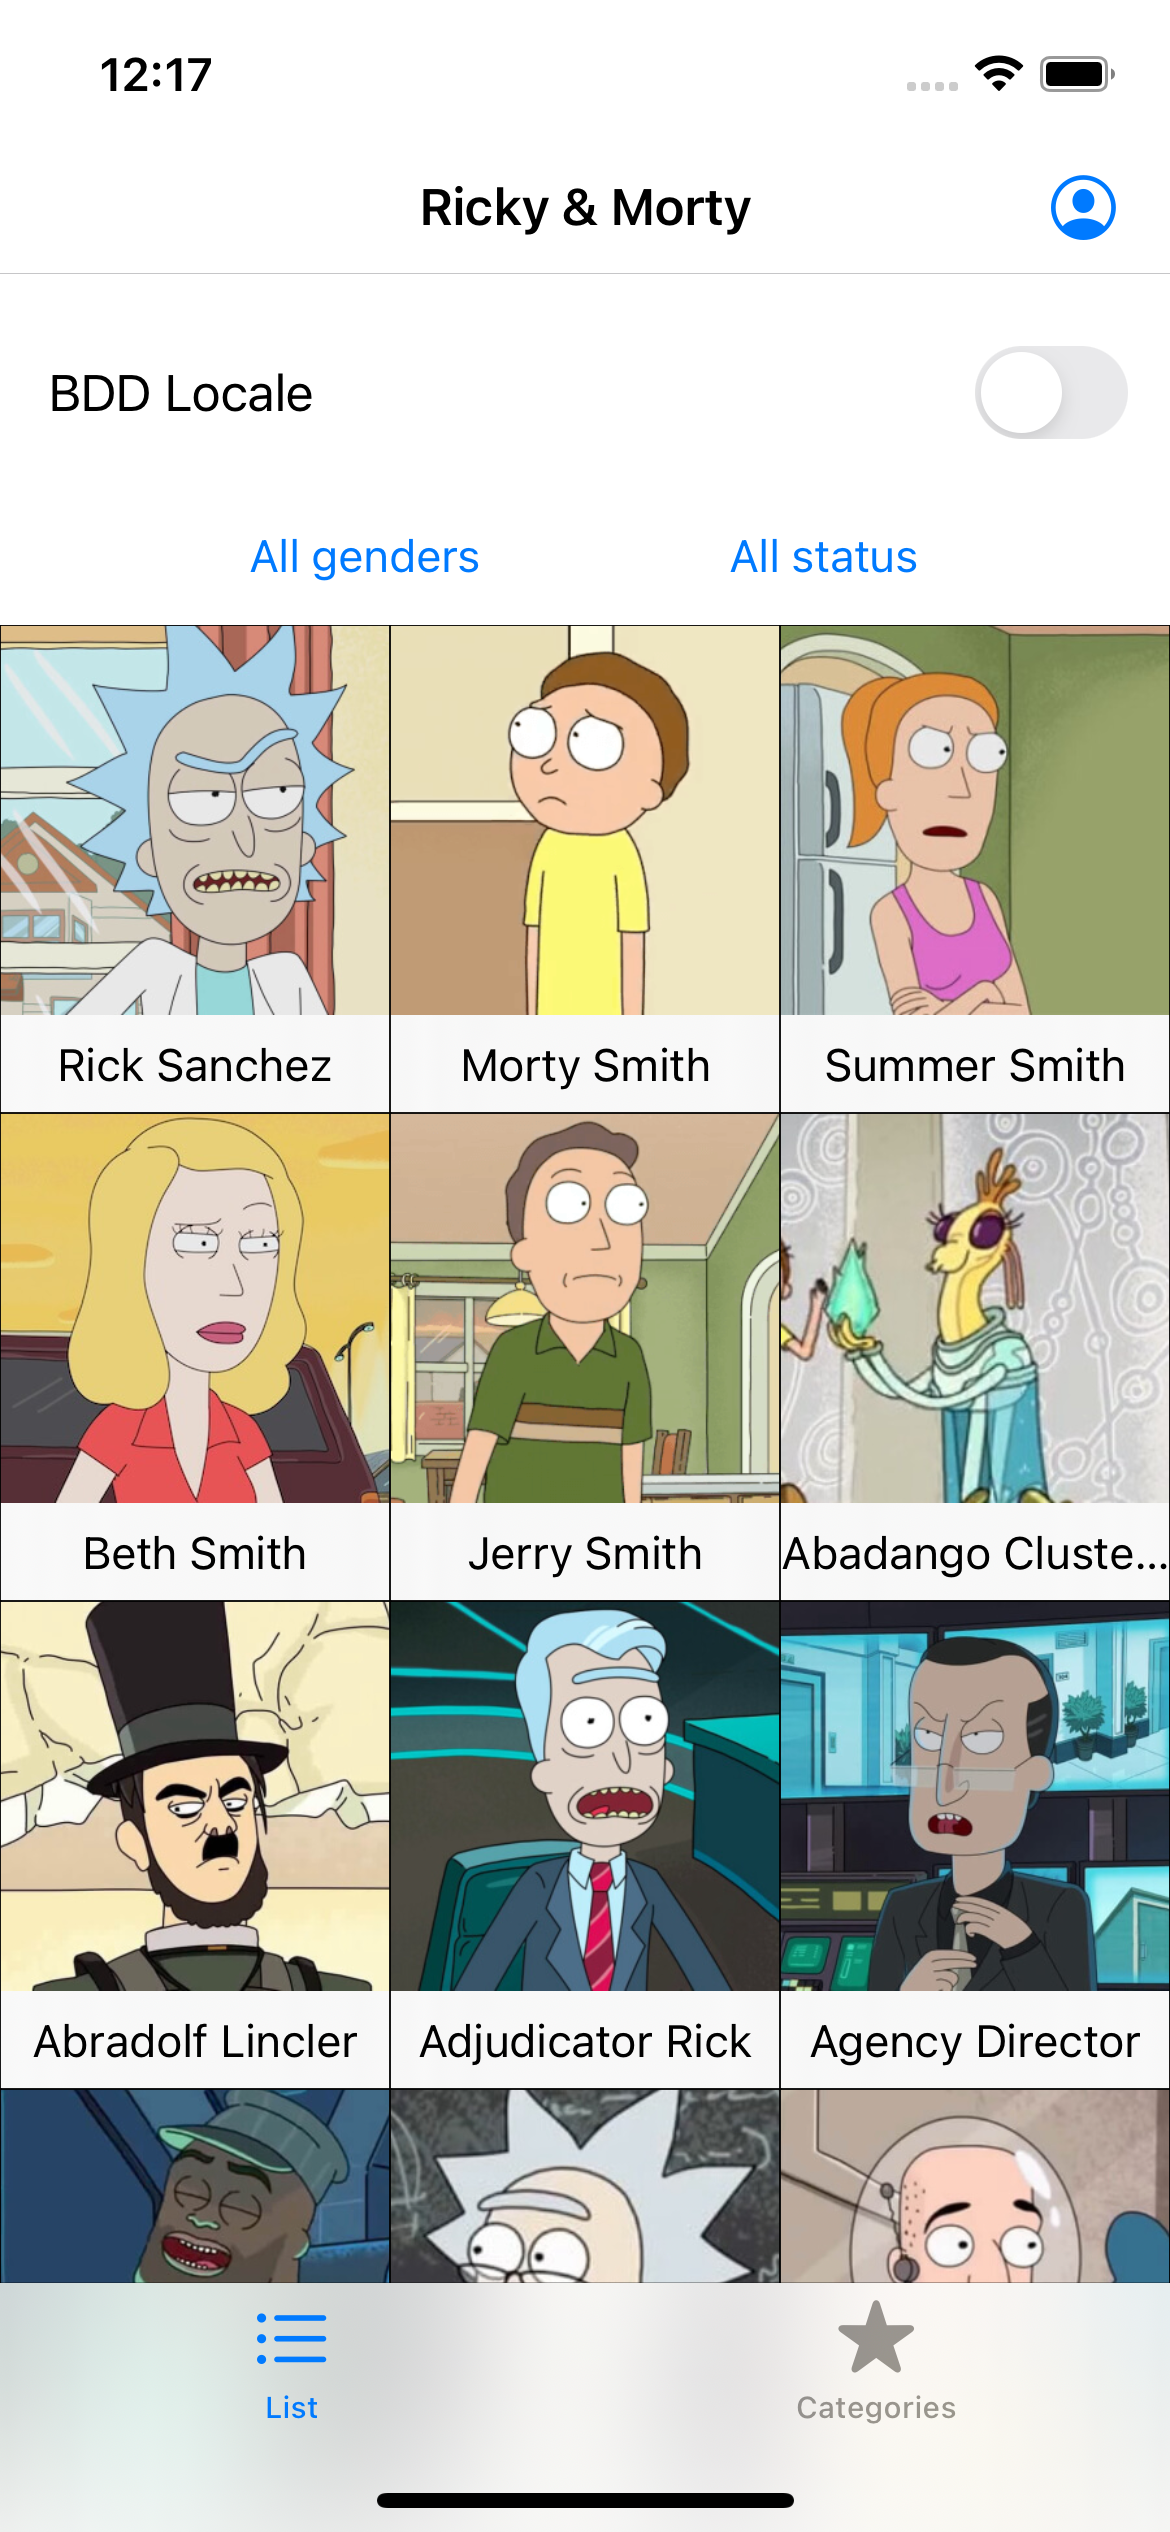 12:17
Ricky & Morty
BDD Locale
All genders
All status
Rick Sanchez
Morty Smith
Summer Smith
Beth Smith
Jerry Smith
Abadango Cluste...
Abradolf Lincler
Adjudicator Rick
Agency Director
List
Categories